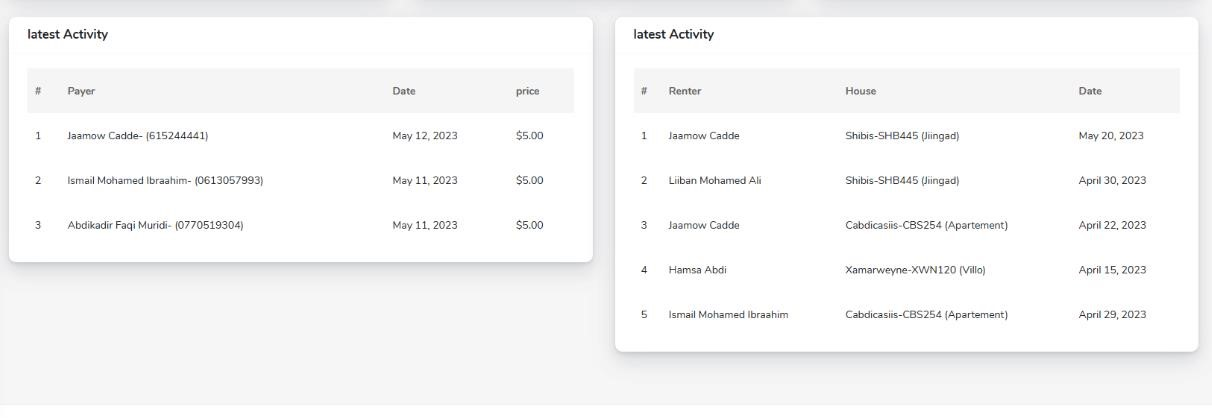 latest Activity
# Payer Date price
1 Jaamow Cadde- (615244441) May 12, 2023 $5.00
2 Ismail Mohamed Ibraahim- (0613057993) May 11, 2023 $5.00
3 Abdikadir Faqi Muridi- (0770519304) May 11, 2023 $5.00
latest Activity
# Renter House Date
1 Jaamow Cadde Shibis-SHB445 (Jiingad) May 20, 2023
2 Liiban Mohamed Ali Shibis-SHB445 (Jiingad) April 30, 2023
3 Jaamow Cadde Cabdicasiis-CBS254 (Apartement) April 22, 2023
4 Hamsa Abdi Xamarweyne-XWN120 (Villo) April 15, 2023
5 Ismail Mohamed Ibraahim Cabdicasiis-CBS254 (Apartement) April 29, 2023